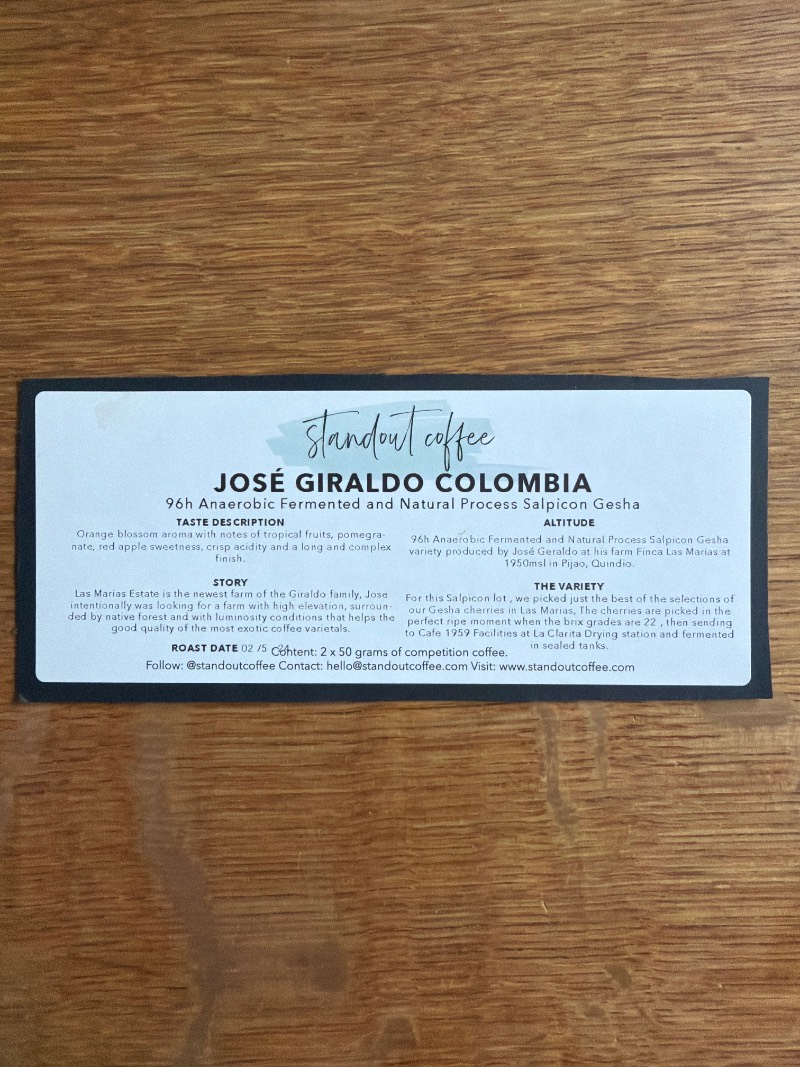 standout coffee
JOSÉ GIRALDO COLOMBIA
96h Anaerobic Fermented and Natural Process Salpicon Gesha
TASTE DESCRIPTION
Orange blossom aroma with notes of tropical fruits, pomegra-
nate, red apple sweetness, crisp acidity and a long and complex
finish.
STORY
Las Marias Estate is the newest farm of the Giraldo family, Jose
intentionally was looking for a farm with high elevation, surroun-
ded by native forest and with luminosity conditions that helps the
good quality of the most exotic coffee varietals.
ALTITUDE
96h Anaerobic Fermented and Natural Process Salpicon Gesha
variety produced by José Geraldo at his farm Finca Las Marias at
1950msl in Pijao, Quindio.
THE VARIETY
For this Salpicon lot , we picked just the best of the selections of
our Gesha cherries in Las Marias, The cherries are picked in the
perfect ripe moment when the brix grades are 22 , then sending
to Cafe 1959 Facilities at La Clarita Drying station and fermented
in sealed tanks.
ROAST DATE 02 /5 24
Content: 2 x 50 grams of competition coffee.
Follow: @standoutcoffee Contact: hello@standoutcoffee.com Visit: www.standoutcoffee.com